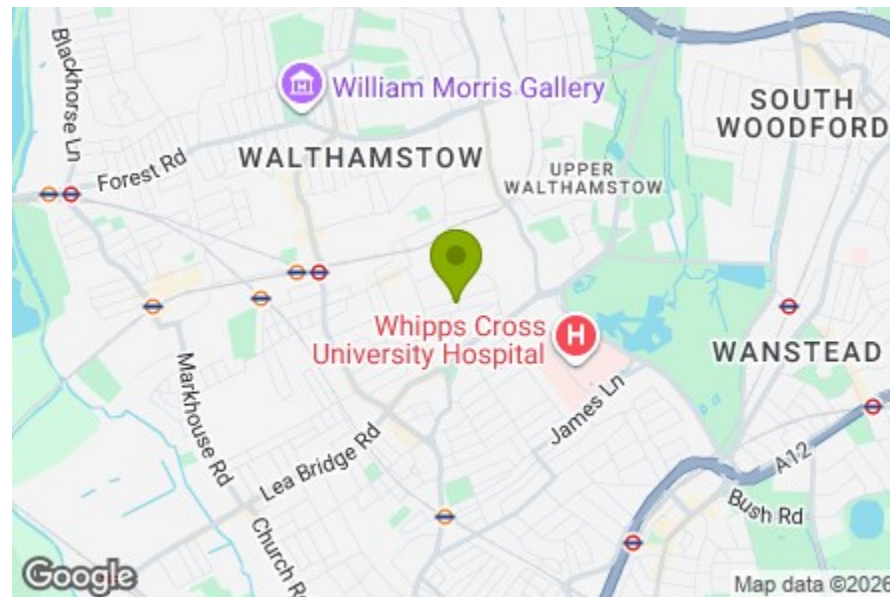 Blackhorse Ln
William Morris Gallery
SOUTH
WOODFORD
WALTHAMSTOW
Forest Rd
UPPER
WALTHAMSTOW
Whipps Cross
University Hospital
H
WANSTEAD
Markhouse Rd
James Ln
Lea Bridge Rd
A12
Bush Rd
Church Rd
Google
Map data ©2026